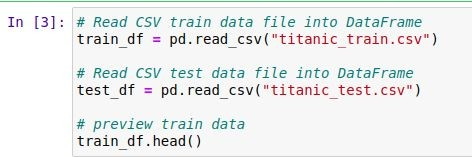 In [3]: # Read CSV train data file into DataFrame
train_df = pd.read_csv("titanic_train.csv")
# Read CSV test data file into DataFrame
test_df = pd.read_csv("titanic_test.csv")
# preview train data
train_df.head()